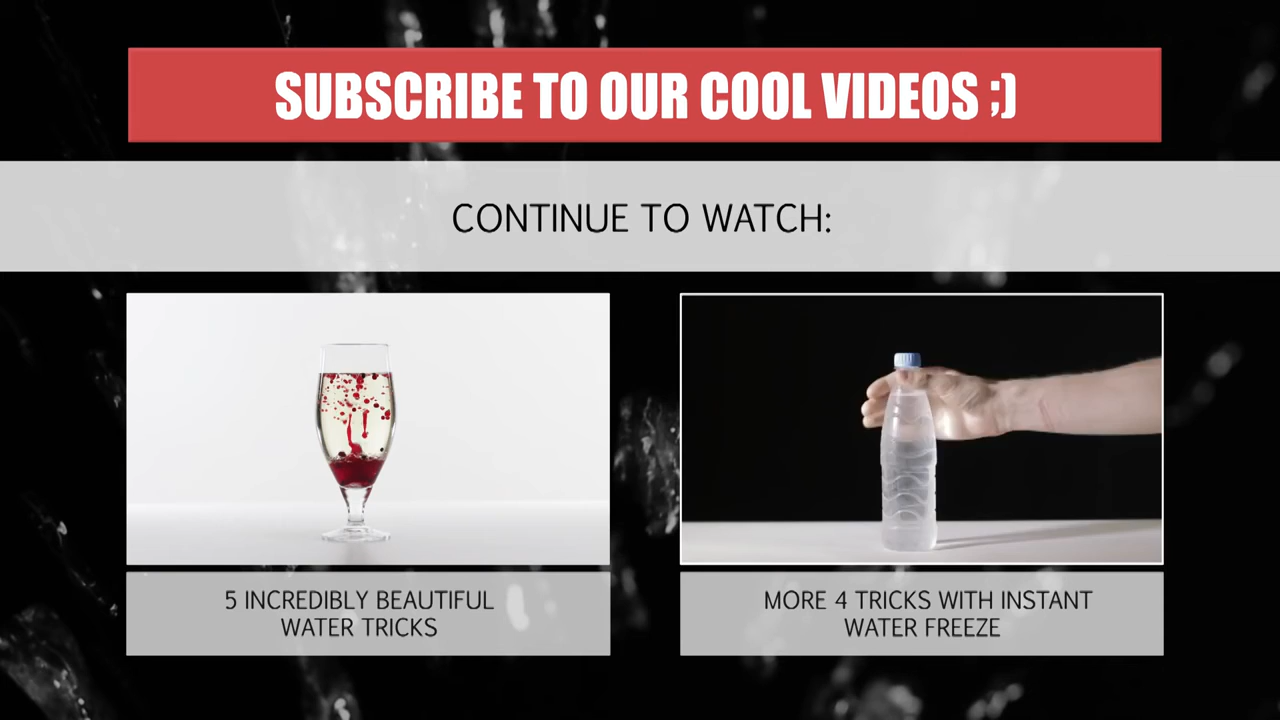 SUBSCRIBE TO OUR COOL VIDEOS ;)
CONTINUE TO WATCH:
5 INCREDIBLY BEAUTIFUL
WATER TRICKS
MORE 4 TRICKS WITH INSTANT
WATER FREEZE